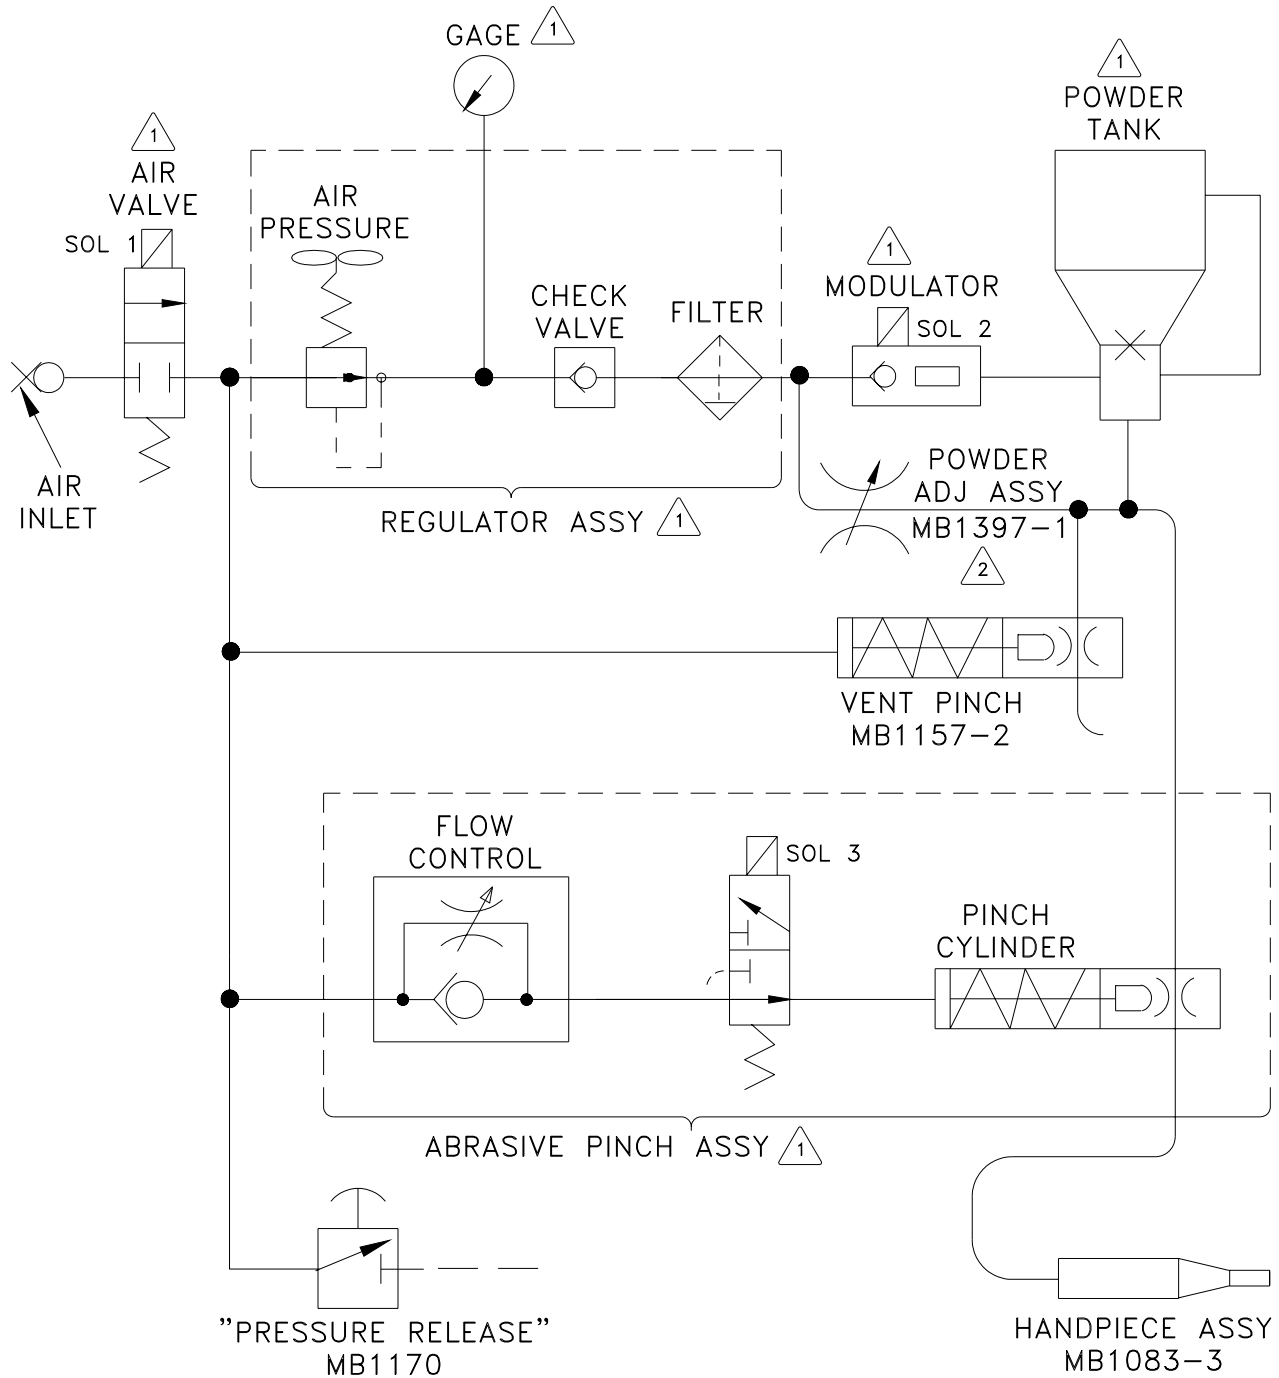 GAGE 1
1
POWDER
TANK
1
AIR
VALVE
SOL 1
AIR
PRESSURE
CHECK
VALVE
FILTER
1
MODULATOR
SOL 2
AIR
INLET
REGULATOR ASSY 1
POWDER
ADJ ASSY
MB1397-1
2
VENT PINCH
MB1157-2
FLOW
CONTROL
SOL 3
PINCH
CYLINDER
ABRASIVE PINCH ASSY 1
"PRESSURE RELEASE"
MB1170
HANDPIECE ASSY
MB1083-3